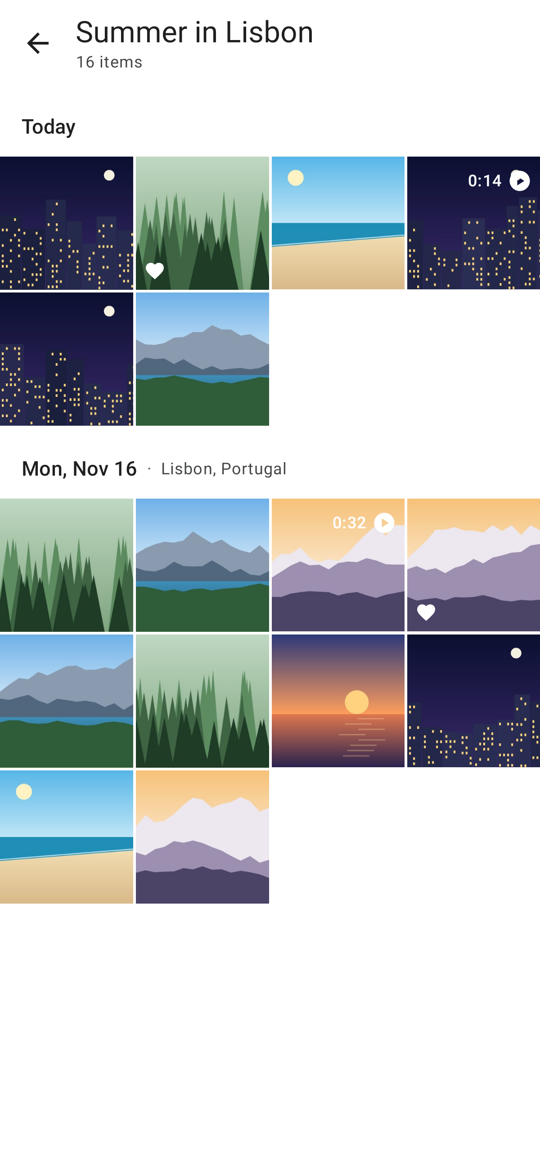 Summer in Lisbon
16 items
Today
0:14
Mon, Nov 16 · Lisbon, Portugal
0:32